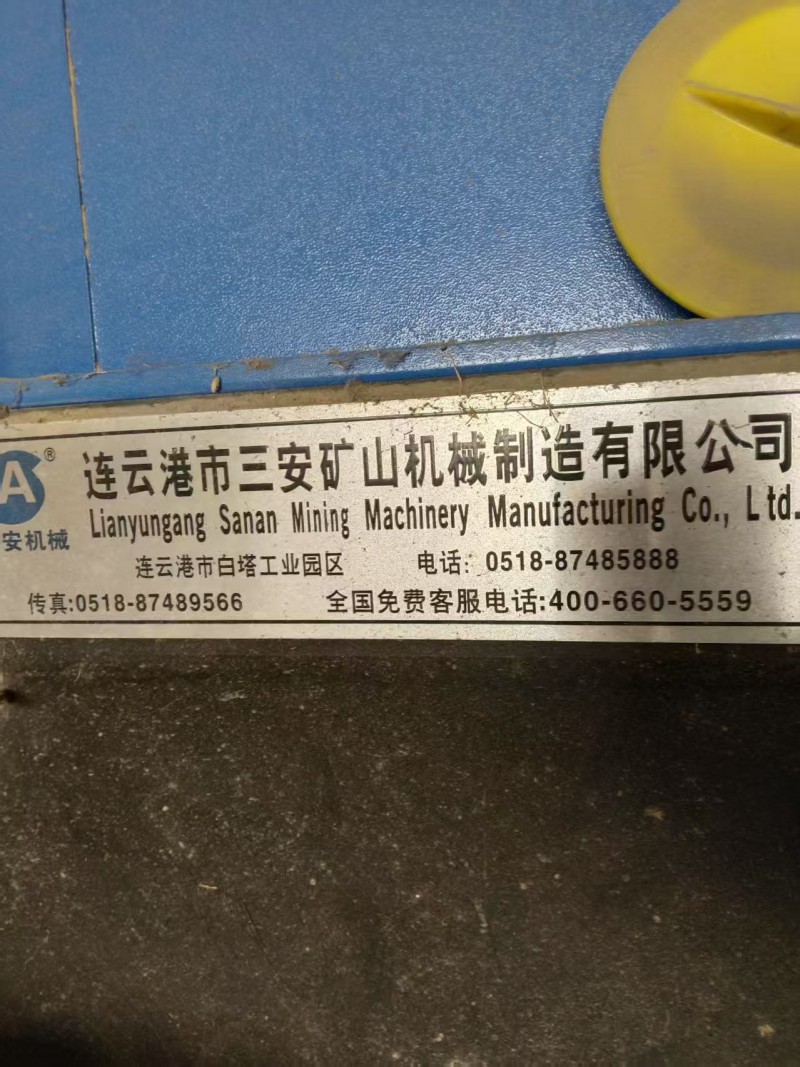 A®
安机械
连云港市三安矿山机械制造有限公司
Lianyungang Sanan Mining Machinery Manufacturing Co., Ltd.
连云港市白塔工业园区 电话: 0518-87485888
传真:0518-87489566 全国免费客服电话:400-660-5559